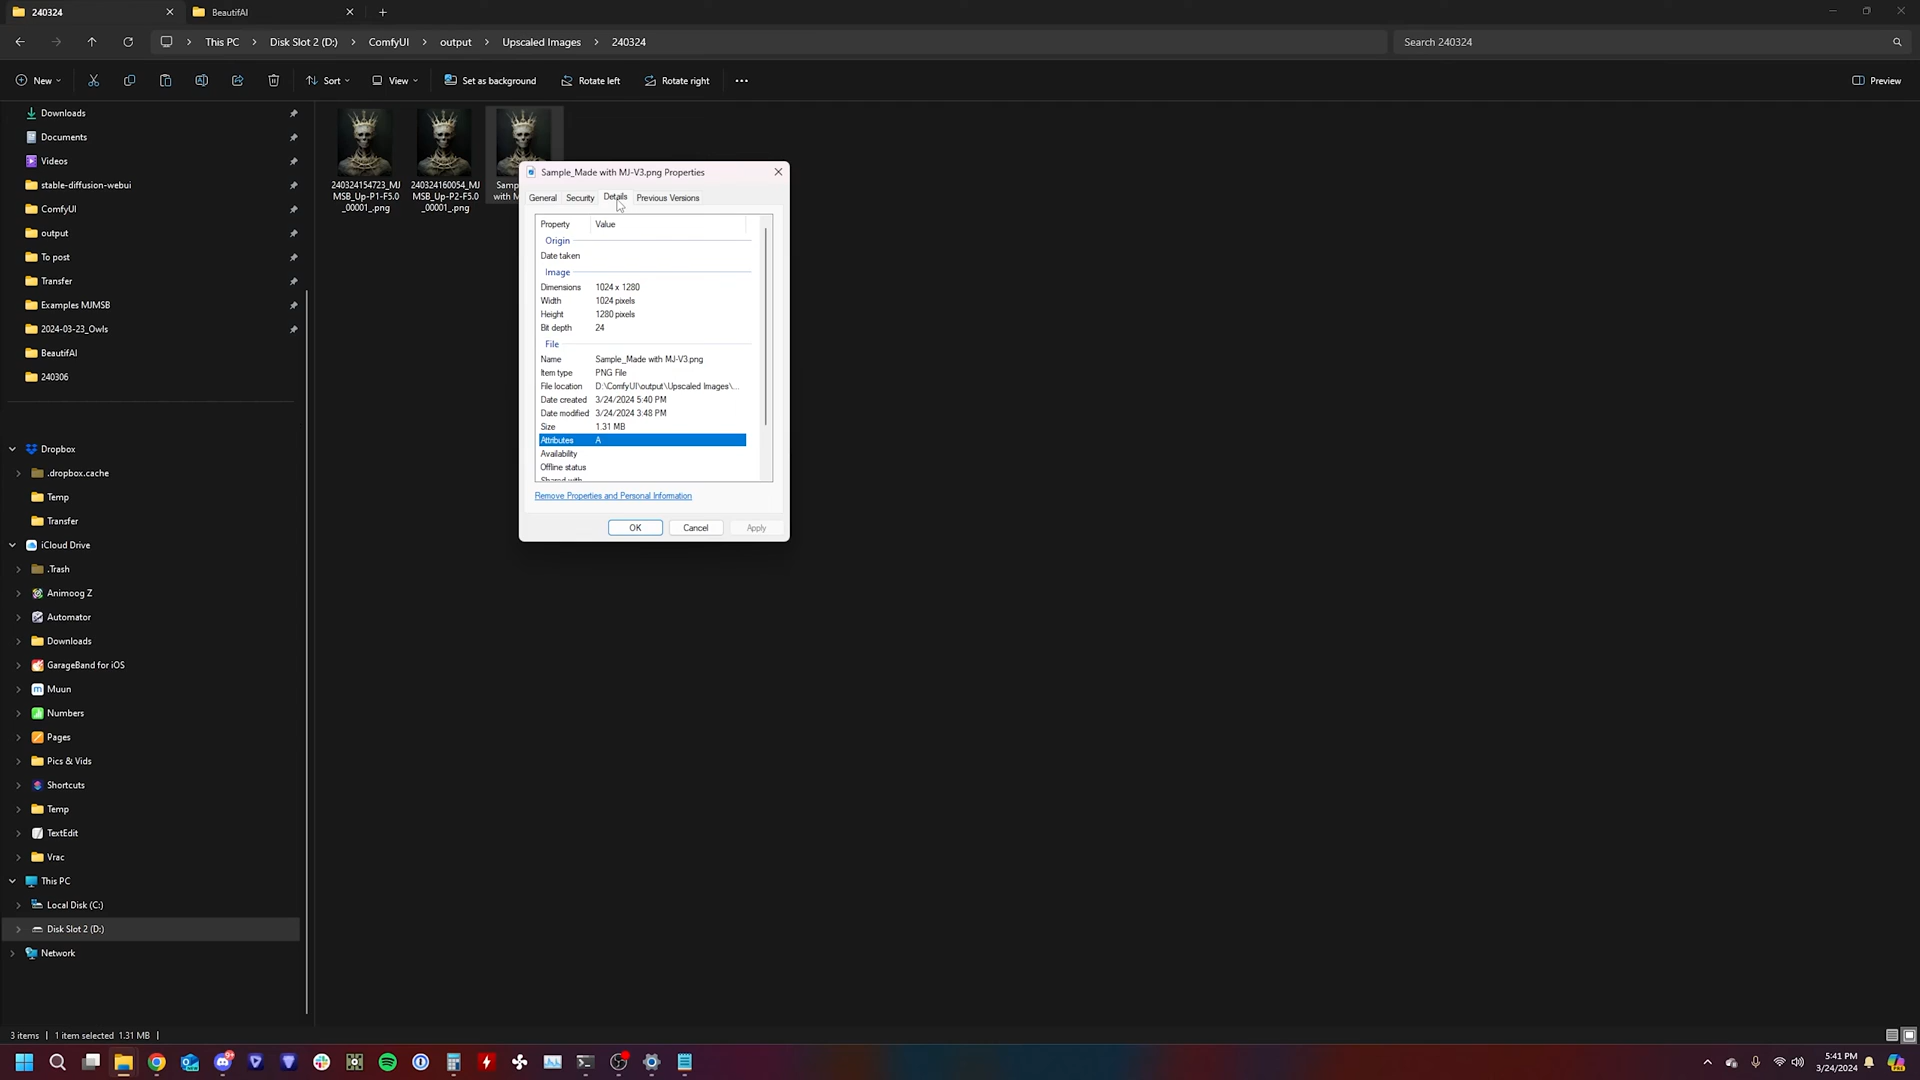 240324
BeautifAI
This PC
Disk Slot 2 (D:)
ComfyUI
output
Upscaled Images
240324
Search 240324
New
Sort
View
Set as background
Rotate left
Rotate right
Preview
Downloads
Documents
Videos
stable-diffusion-webui
ComfyUI
output
To post
Transfer
Examples MJMSB
2024-03-23_Owls
BeautifAI
240306
Dropbox
.dropbox.cache
Temp
Transfer
iCloud Drive
.Trash
Animoog Z
Automator
Downloads
GarageBand for iOS
Muun
Numbers
Pages
Pics & Vids
Shortcuts
Temp
TextEdit
Vrac
This PC
Local Disk (C:)
Disk Slot 2 (D:)
Network
240324154723_MJ
MSB_Up-P1-F5.0
_00001_.png
240324160054_MJ
MSB_Up-P2-F5.0
_00001_.png
Samp
with M
Sample_Made with MJ-V3.png Properties
General
Security
Details
Previous Versions
Property Value
Origin
Date taken
Image
Dimensions 1024 x 1280
Width 1024 pixels
Height 1280 pixels
Bit depth 24
File
Name Sample_Made with MJ-V3.png
Item type PNG File
File location D:\ComfyUI\output\Upscaled Images\...
Date created 3/24/2024 5:40 PM
Date modified 3/24/2024 3:48 PM
Size 1.31 MB
Attributes A
Availability
Offline status
Shared with
Remove Properties and Personal Information
OK
Cancel
Apply
3 items
1 item selected 1.31 MB
5:41 PM
3/24/2024